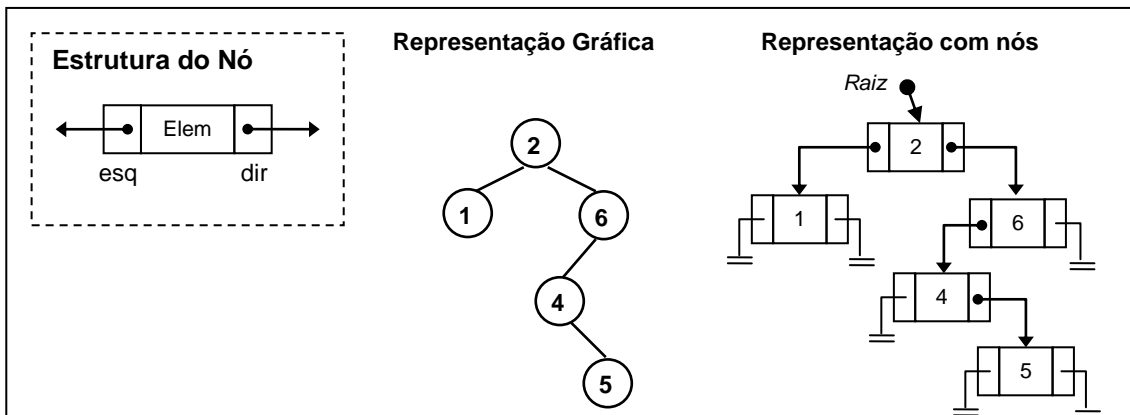 Estrutura do Nó
Elem
esq
dir
Representação Gráfica
2
1
6
4
5
Representação com nós
Raiz
2
1
6
4
5